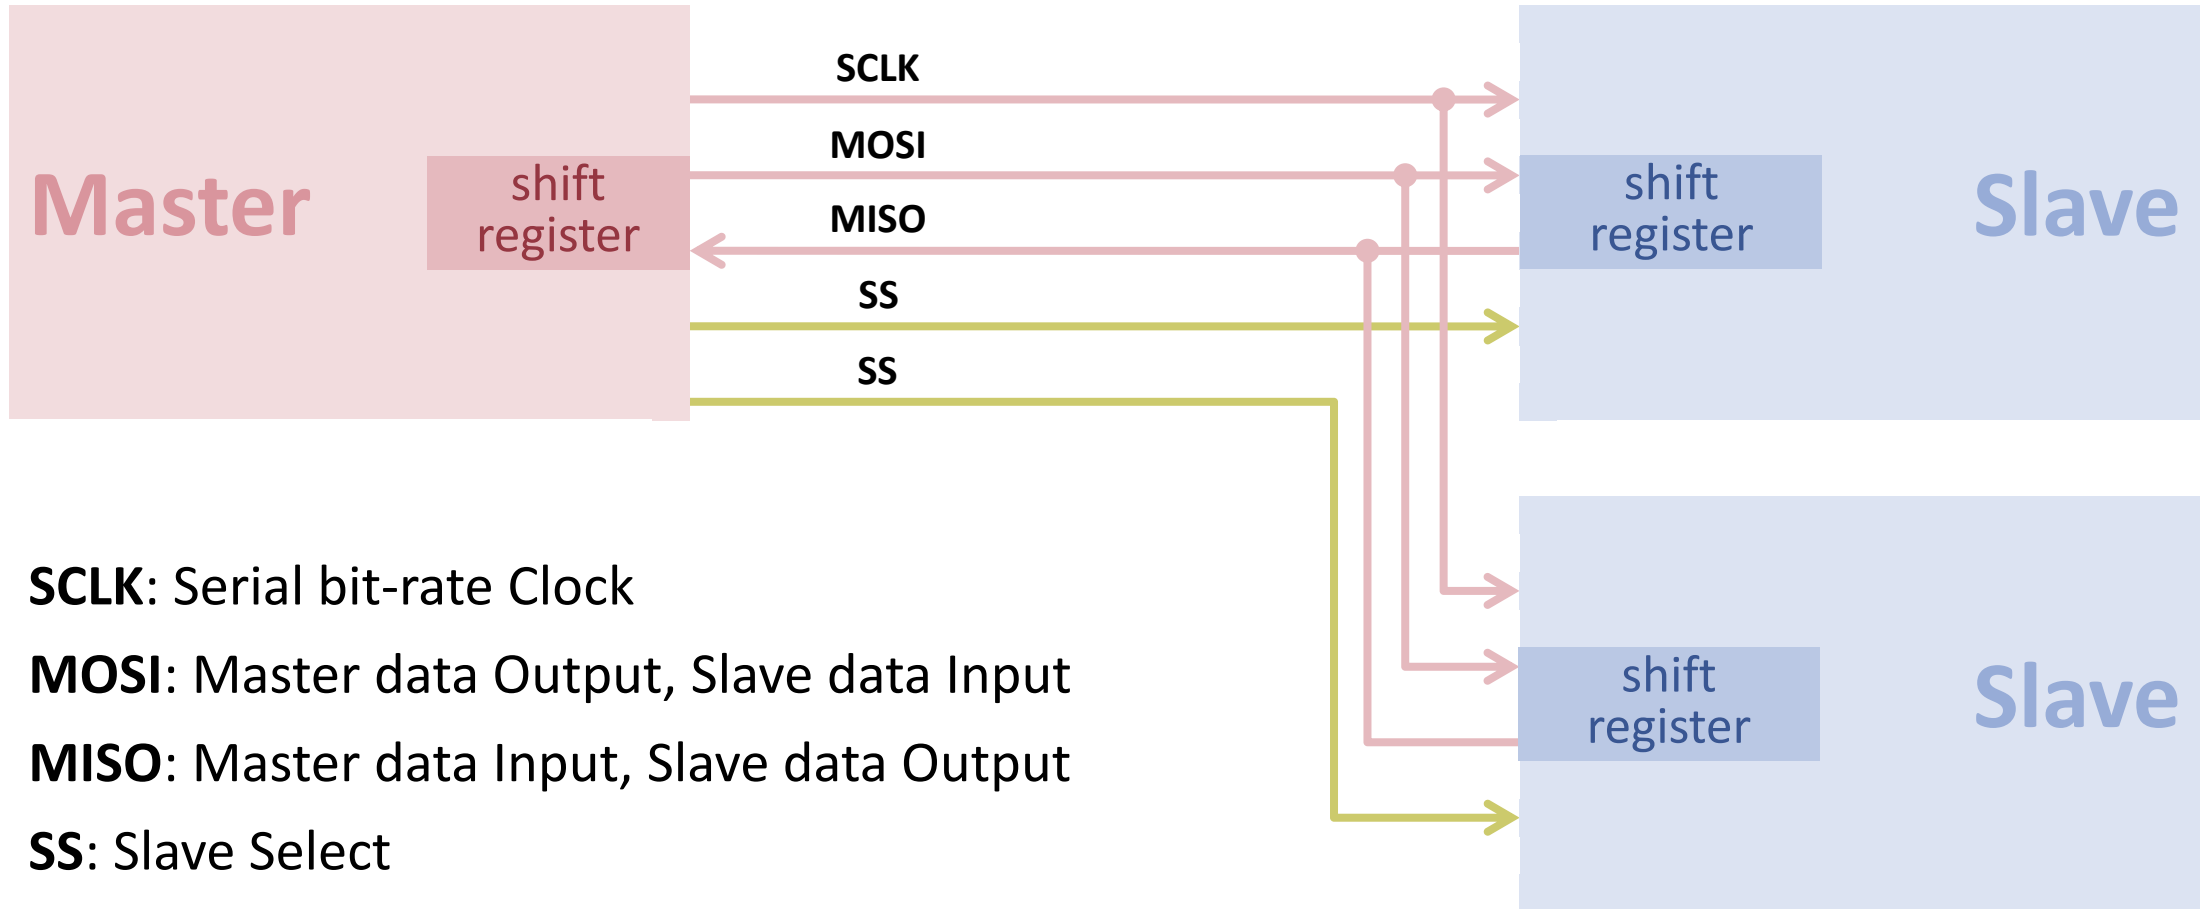 SCLK
MOSI
MISO
SS
SS
Master
shift
register
shift
register
Slave
shift
register
Slave
SCLK: Serial bit-rate Clock
MOSI: Master data Output, Slave data Input
MISO: Master data Input, Slave data Output
SS: Slave Select